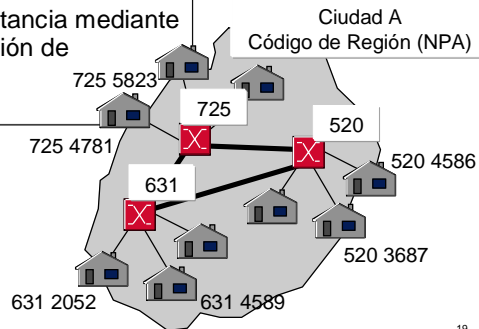 tancia mediante
ión de
Ciudad A
Código de Región (NPA)
725 5823
725
520
725 4781
520 4586
631
520 3687
631 2052
631 4589
19